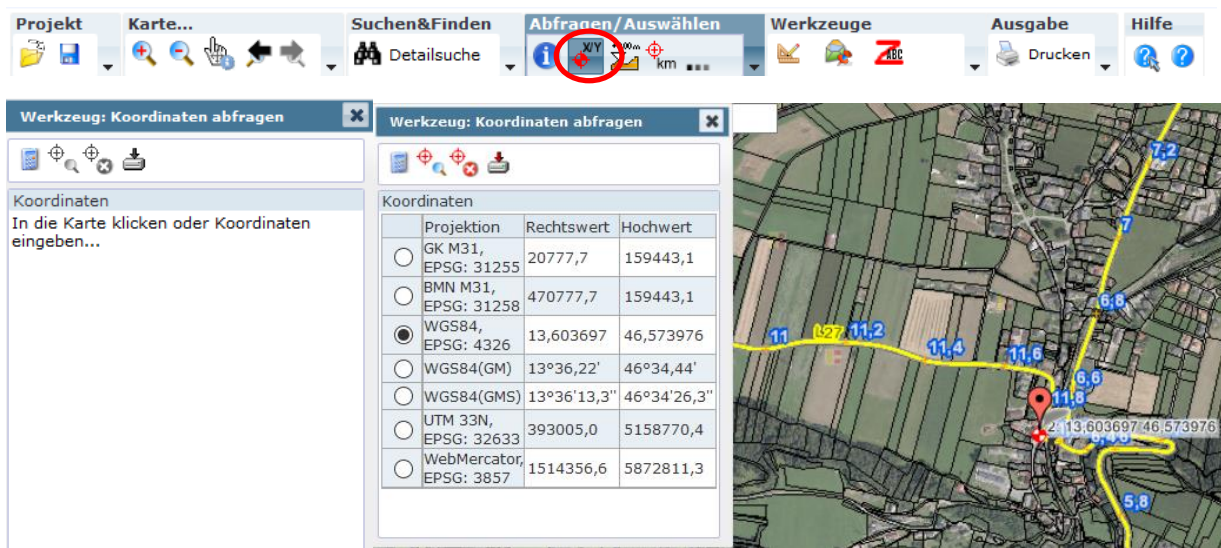 Projekt Karte... Suchen&Finden Abfragen/Auswählen Werkzeuge Ausgabe Hilfe
Detailsuche X/Y km ABC Drucken
Werkzeug: Koordinaten abfragen
Koordinaten
In die Karte klicken oder Koordinaten
eingeben...
Werkzeug: Koordinaten abfragen
Koordinaten
Projektion Rechtswert Hochwert
GK M31,
EPSG: 31255 20777,7 159443,1
BMN M31,
EPSG: 31258 470777,7 159443,1
WGS84,
EPSG: 4326 13,603697 46,573976
WGS84(GM) 13°36,22' 46°34,44'
WGS84(GMS) 13°36'13,3" 46°34'26,3"
UTM 33N,
EPSG: 32633 393005,0 5158770,4
WebMercator,
EPSG: 3857 1514356,6 5872811,3
7,2
7
6,8
11 L27 11,2
11,4 11,6
6,6
11,8
2: 13,603697 46,573976
5,8